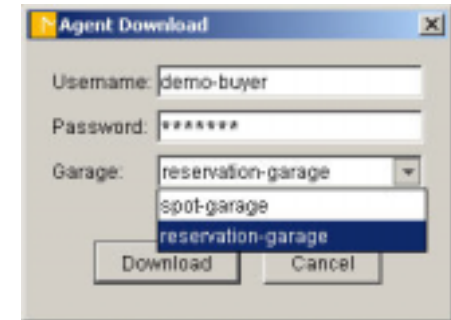 Agent Download
Username: demo-buyer
Password: *******
Garage: reservation-garage
spot-garage
reservation-garage
Download Cancel